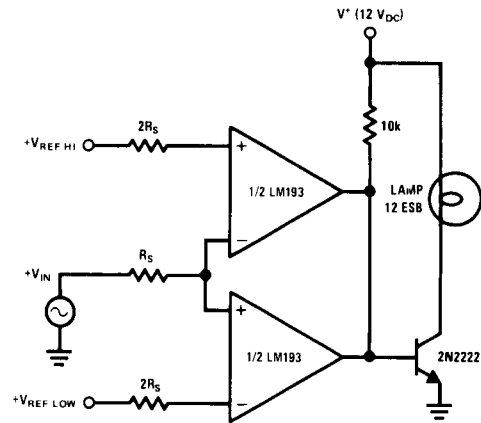 V⁺ (12 V_DC)
2R_S
+V_REF HI
+
1/2 LM193
−
10k
LAMP
12 ESB
R_S
+V_IN
+
1/2 LM193
−
2N2222
2R_S
+V_REF LOW